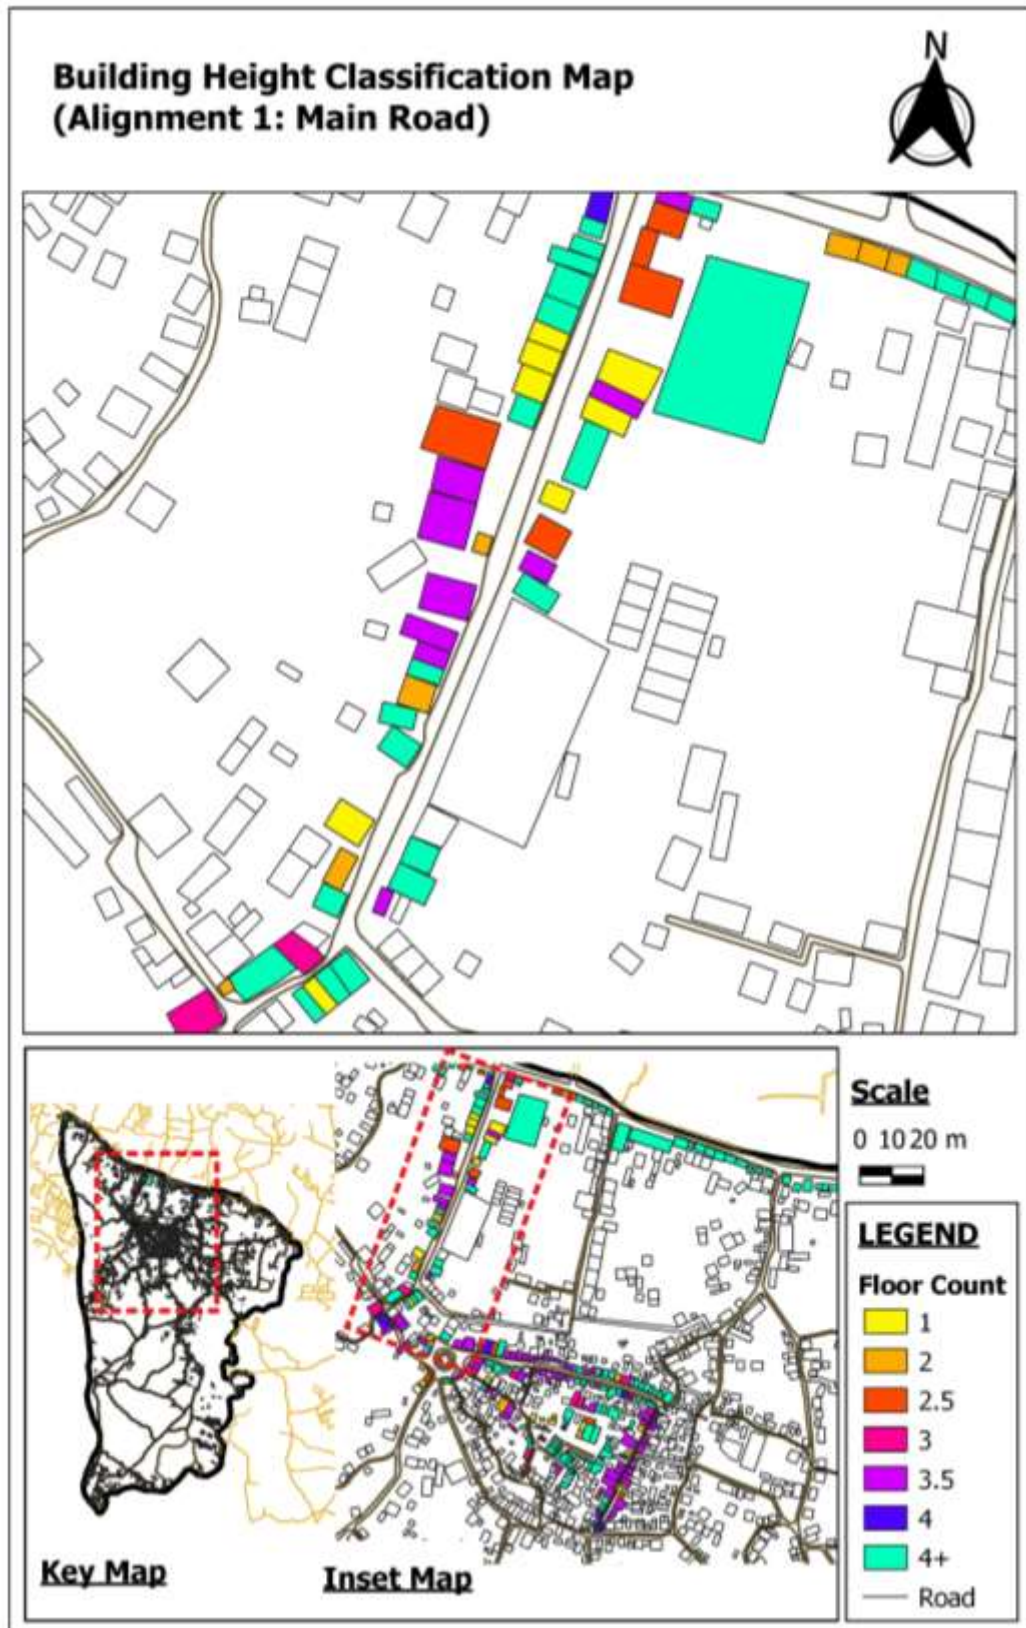 Building Height Classification Map
(Alignment 1: Main Road)
N
Scale
0 10 20 m
LEGEND
Floor Count
1
2
2.5
3
3.5
4
4+
Road
Key Map
Inset Map